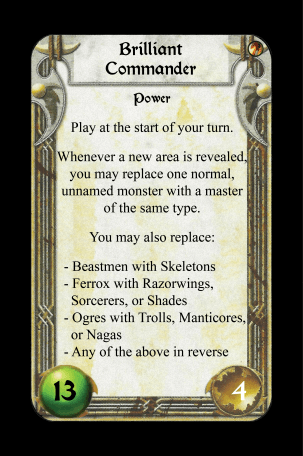 Brilliant
Commander
Power
Play at the start of your turn.
Whenever a new area is revealed,
you may replace one normal,
unnamed monster with a master
of the same type.
You may also replace:
- Beastmen with Skeletons
- Ferrox with Razorwings,
Sorcerers, or Shades
- Ogres with Trolls, Manticores,
or Nagas
- Any of the above in reverse
13
4